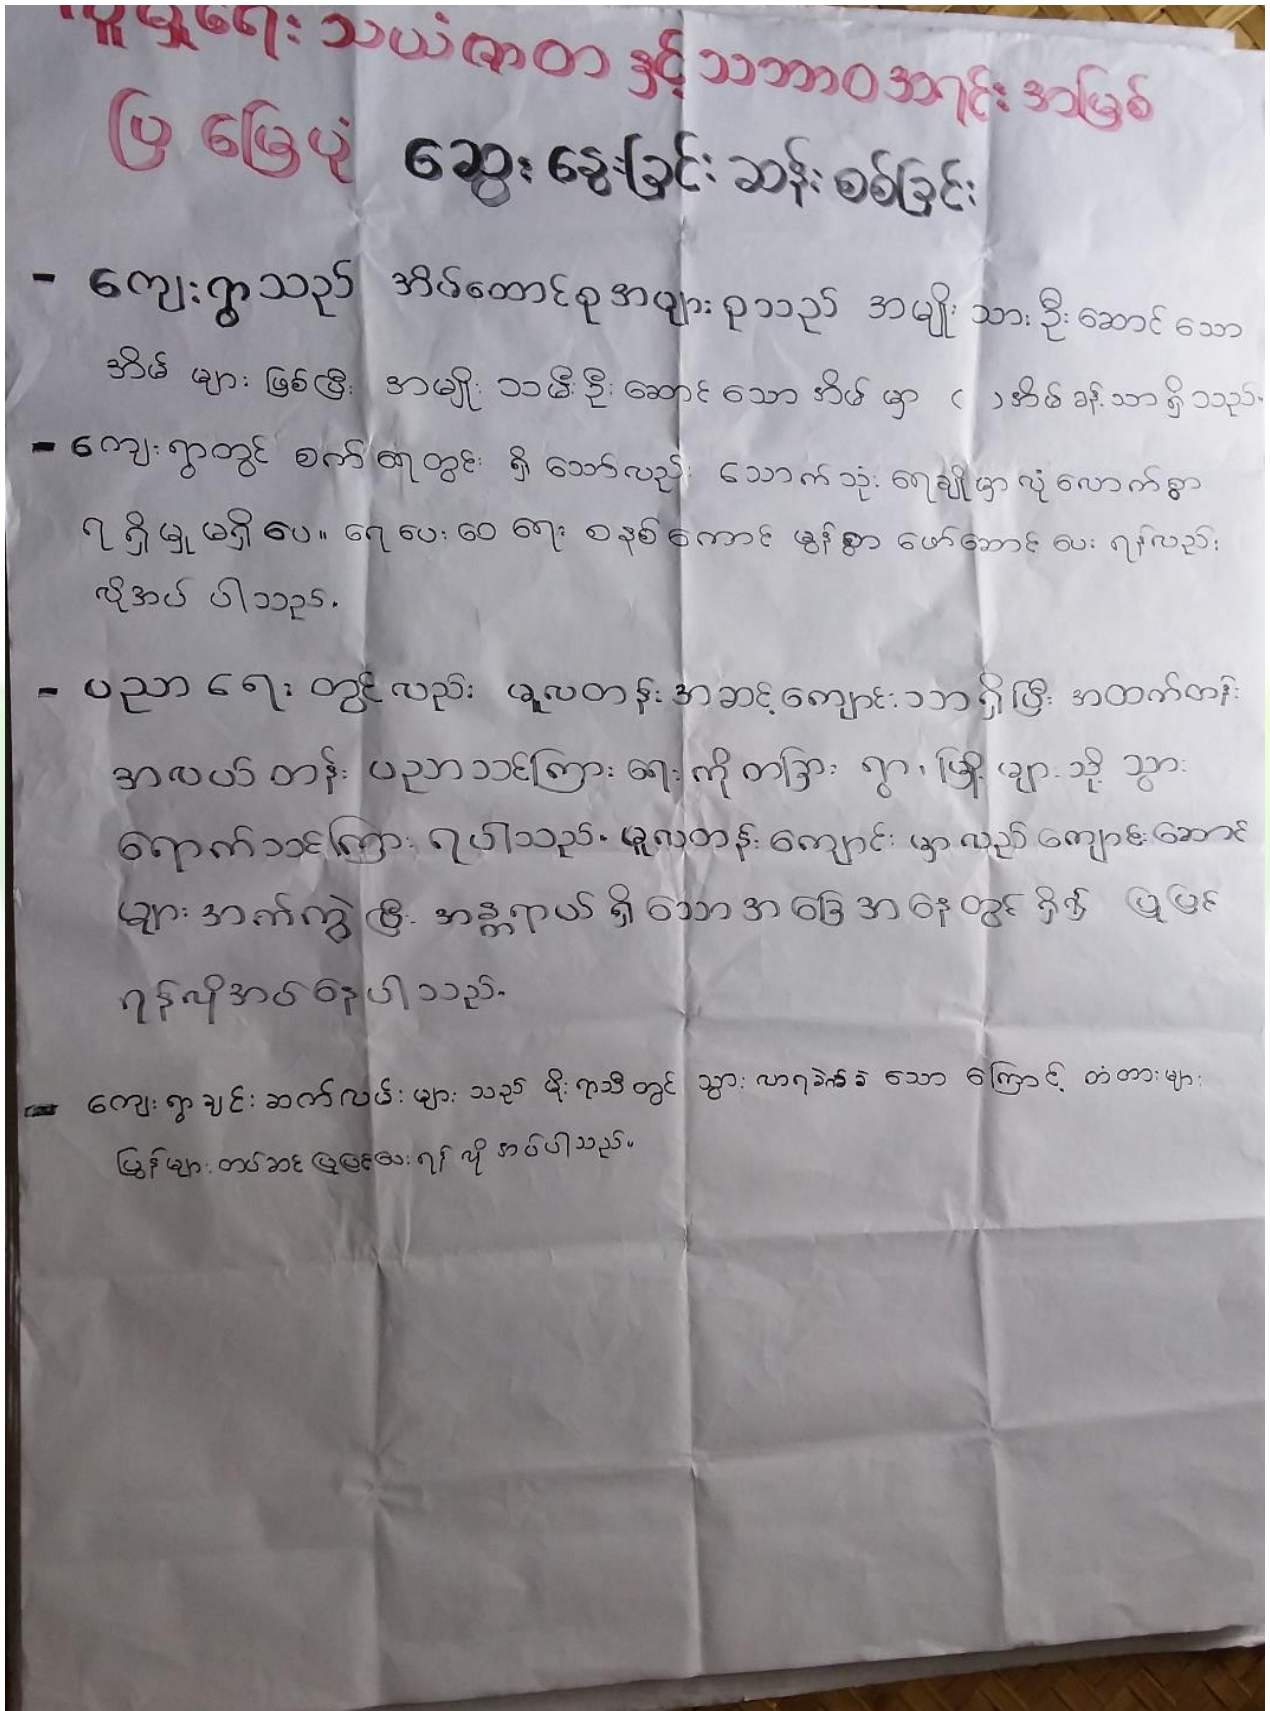 လူမှုရေး သယံဇာတ နှင့် သဘာဝအရင်း အမြစ်
ပြ မြေပုံ ဆွေး နွေးခြင်း ဆန်း စစ်ခြင်း
- ကျေးရွာသည် အိမ်ထောင်စုအများ စုသည် အမျိုး သား ဦး ဆောင် သော
အိမ် များ ဖြစ်ပြီး အမျိုး သမီး ဦး ဆောင် သော အိမ် မှာ ( ) အိမ် ခန့် သာ ရှိ သည်.
- ကျေးရွာတွင် စက် ရေတွင်း ရှိ သော်လည်း သောက် သုံး ရေချိုမှာ လုံ လောက်စွာ
ရ ရှိ မှု မရှိ ပေ။ ရေ ပေး ဝေ ရေး စနစ် ကောင် မွန် စွာ ဖော်ဆောင် ပေး ရန်လည်း
လိုအပ် ပါသည်.
- ပညာ ရေး တွင် လည်း မူလတန်း အဆင့် ကျောင်း သာ ရှိ ပြီး အထက်တန်း
အလယ် တန်း ပညာသင်ကြား ရေး ကို တခြား ရွာ ၊ မြို့ များ သို့ သွား
ရောက်သင်ကြား ရပါသည်. မူလတန်း ကျောင်း မှာ လည် ကျောင်းဆောင်
များ အက်ကွဲ ပြီး အန္တရာယ် ရှိ သော အ ခြေ အ နေ တွင် ရှိ၍ ပြုပြင်
ရန် လိုအပ် နေပါသည်.
- ကျေး ရွာ ချင်း ဆက် လမ်း များ သည် မိုး ရာသီ တွင် သွား လာရခက်ခဲ သော ကြောင့် တံတား များ
ပြွန်များ တပ်ဆင် ပြုပြင်ပေး ရန် လို အပ်ပါသည်။